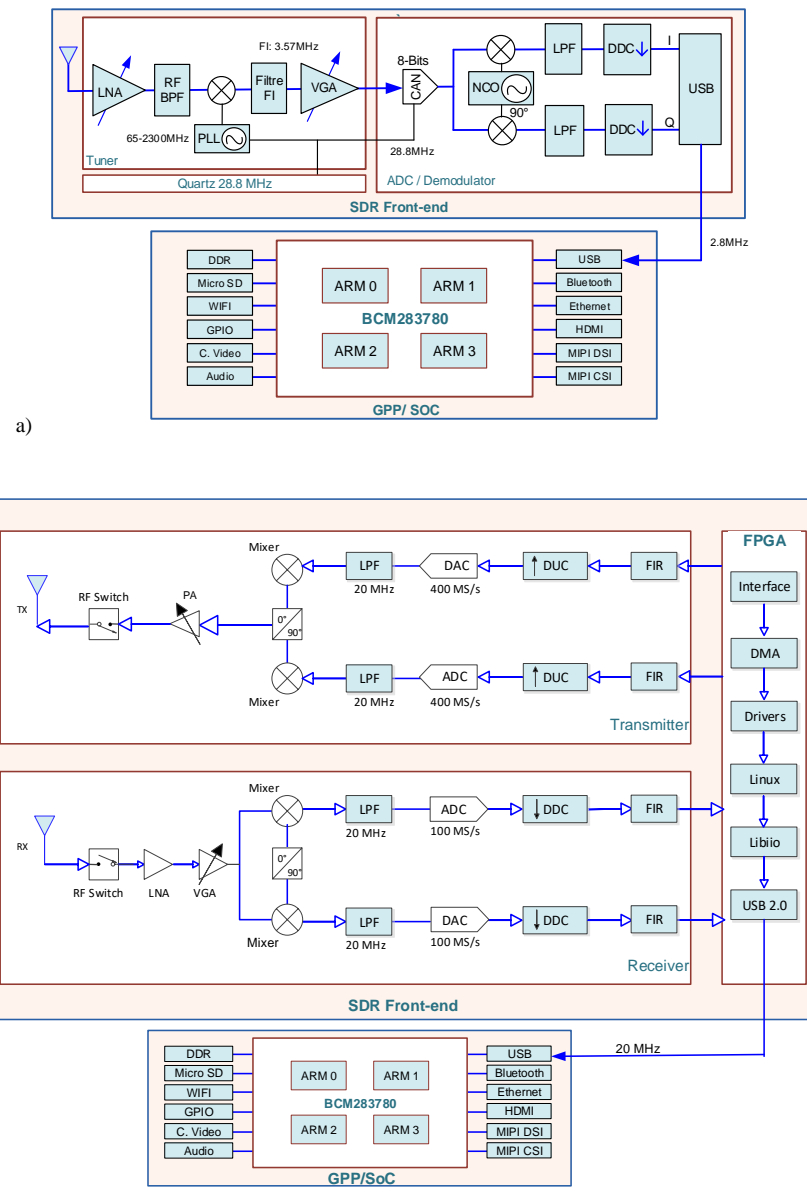 FI: 3.57MHz
8-Bits
LNA
RF
BPF
Filtre
FI
VGA
CAN
NCO
90°
LPF
DDC
I
USB
65-2300MHz
PLL
28.8MHz
LPF
DDC
Q
Tuner
Quartz 28.8 MHz
ADC / Demodulator
SDR Front-end
2.8MHz
DDR
Micro SD
WIFI
GPIO
C. Video
Audio
ARM 0
ARM 1
BCM283780
ARM 2
ARM 3
USB
Bluetooth
Ethernet
HDMI
MIPI DSI
MIPI CSI
GPP/ SOC
a)
FPGA
Mixer
LPF
20 MHz
DAC
400 MS/s
DUC
FIR
TX
RF Switch
PA
0°
90°
Mixer
LPF
20 MHz
ADC
400 MS/s
DUC
FIR
Transmitter
Interface
DMA
Drivers
Linux
Libiio
USB 2.0
Mixer
LPF
20 MHz
ADC
100 MS/s
DDC
FIR
RX
RF Switch
LNA
VGA
0°
90°
Mixer
LPF
20 MHz
DAC
100 MS/s
DDC
FIR
Receiver
SDR Front-end
20 MHz
DDR
Micro SD
WIFI
GPIO
C. Video
Audio
ARM 0
ARM 1
BCM283780
ARM 2
ARM 3
USB
Bluetooth
Ethernet
HDMI
MIPI DSI
MIPI CSI
GPP/SoC